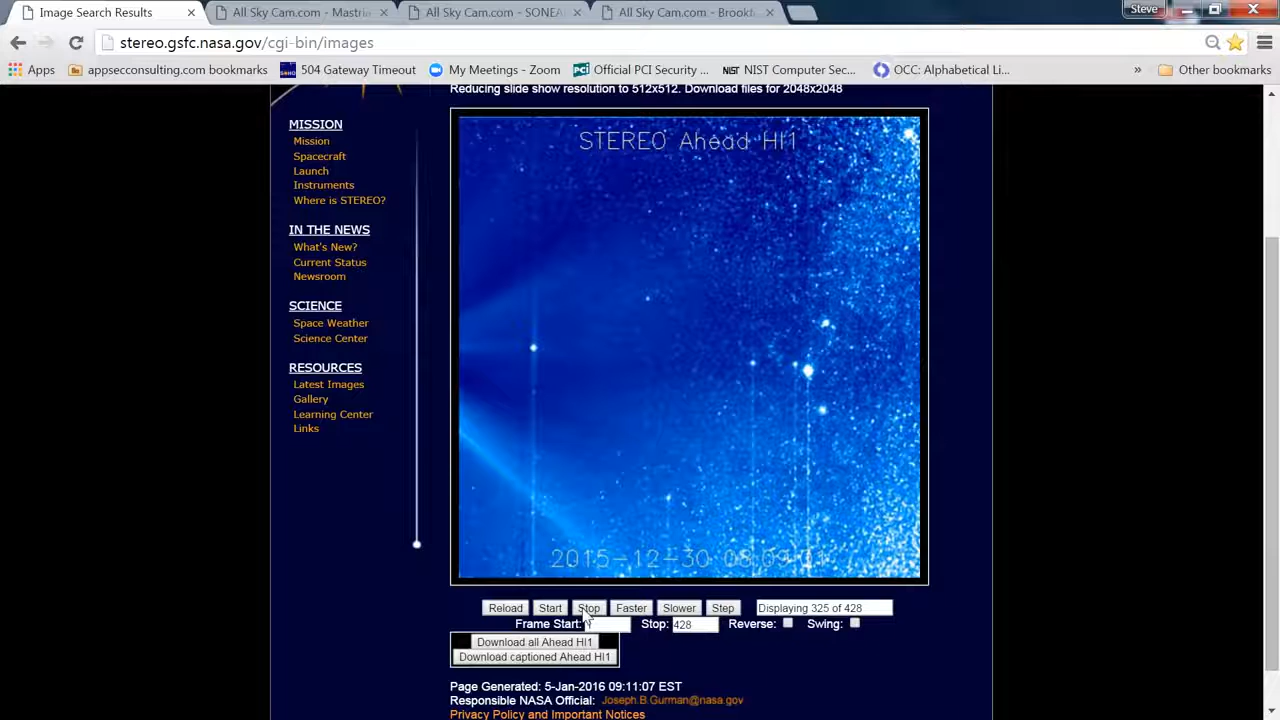 Image Search Results
All Sky Cam.com - Mastria
All Sky Cam.com - SONEA
All Sky Cam.com - Brookt
Steve
stereo.gsfc.nasa.gov/cgi-bin/images
Apps
appsecconsulting.com bookmarks
504 Gateway Timeout
My Meetings - Zoom
PCI Official PCI Security ...
NIST NIST Computer Sec...
OCC: Alphabetical Li...
» Other bookmarks
Reducing slide show resolution to 512x512. Download files for 2048x2048
MISSION
Mission
Spacecraft
Launch
Instruments
Where is STEREO?
IN THE NEWS
What's New?
Current Status
Newsroom
SCIENCE
Space Weather
Science Center
RESOURCES
Latest Images
Gallery
Learning Center
Links
STEREO Ahead HI1
2015-12-30 08:09:21
Reload Start Stop Faster Slower Step Displaying 325 of 428
Frame Start: Stop: 428 Reverse: Swing:
Download all Ahead HI1
Download captioned Ahead HI1
Page Generated: 5-Jan-2016 09:11:07 EST
Responsible NASA Official: Joseph.B.Gurman@nasa.gov
Privacy Policy and Important Notices